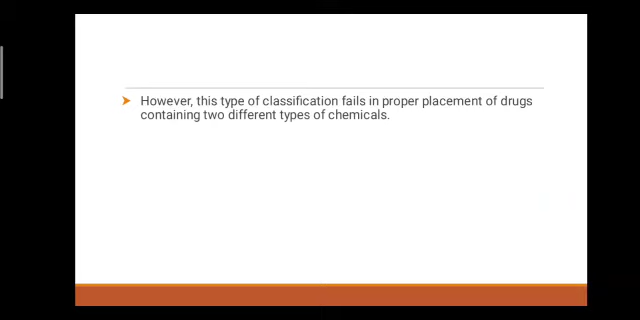 However, this type of classification fails in proper placement of drugs
containing two different types of chemicals.